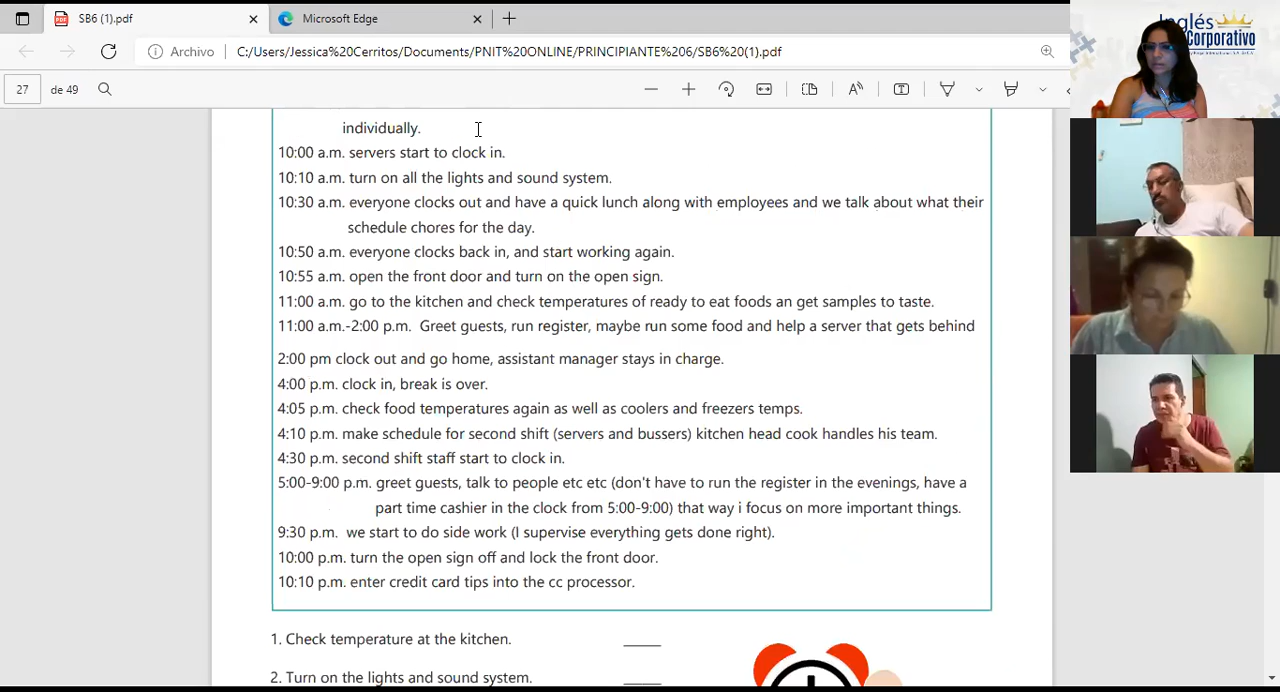 SB6 (1).pdf
Microsoft Edge
Archivo
C:/Users/Jessica%20Cerritos/Documents/PNIT%20ONLINE/PRINCIPIANTE%206/SB6%20(1).pdf
27
de 49
individually.
10:00 a.m. servers start to clock in.
10:10 a.m. turn on all the lights and sound system.
10:30 a.m. everyone clocks out and have a quick lunch along with employees and we talk about what their
schedule chores for the day.
10:50 a.m. everyone clocks back in, and start working again.
10:55 a.m. open the front door and turn on the open sign.
11:00 a.m. go to the kitchen and check temperatures of ready to eat foods an get samples to taste.
11:00 a.m.-2:00 p.m. Greet guests, run register, maybe run some food and help a server that gets behind
2:00 pm clock out and go home, assistant manager stays in charge.
4:00 p.m. clock in, break is over.
4:05 p.m. check food temperatures again as well as coolers and freezers temps.
4:10 p.m. make schedule for second shift (servers and bussers) kitchen head cook handles his team.
4:30 p.m. second shift staff start to clock in.
5:00-9:00 p.m. greet guests, talk to people etc etc (don't have to run the register in the evenings, have a
part time cashier in the clock from 5:00-9:00) that way i focus on more important things.
9:30 p.m. we start to do side work (I supervise everything gets done right).
10:00 p.m. turn the open sign off and lock the front door.
10:10 p.m. enter credit card tips into the cc processor.
1. Check temperature at the kitchen. _____
2. Turn on the lights and sound system. _____
Inglés
Corporativo